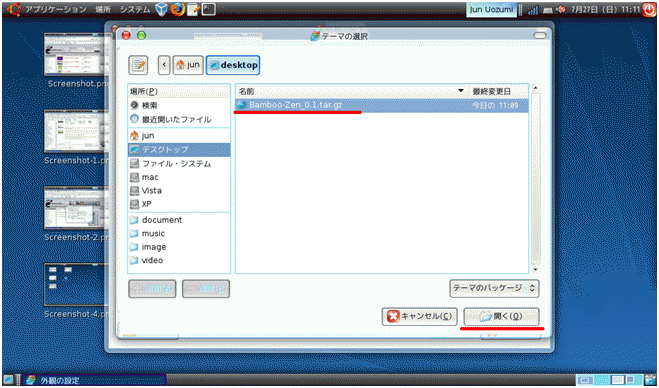 アプリケーション 場所 システム
Jun Uozumi
7月27日（日）11:11
Screenshot.pn
Screenshot-1.pn
Screenshot-2.pn
Screenshot-4.pn
テーマの選択
jun
desktop
場所(P)
検索
最近開いたファイル
jun
デスクトップ
ファイル・システム
mac
Vista
XP
document
music
image
video
名前
最終変更日
Bamboo-Zen_0.1.tar.gz
今日の 11:09
テーマのパッケージ
キャンセル(C)
開く(O)
外観の設定